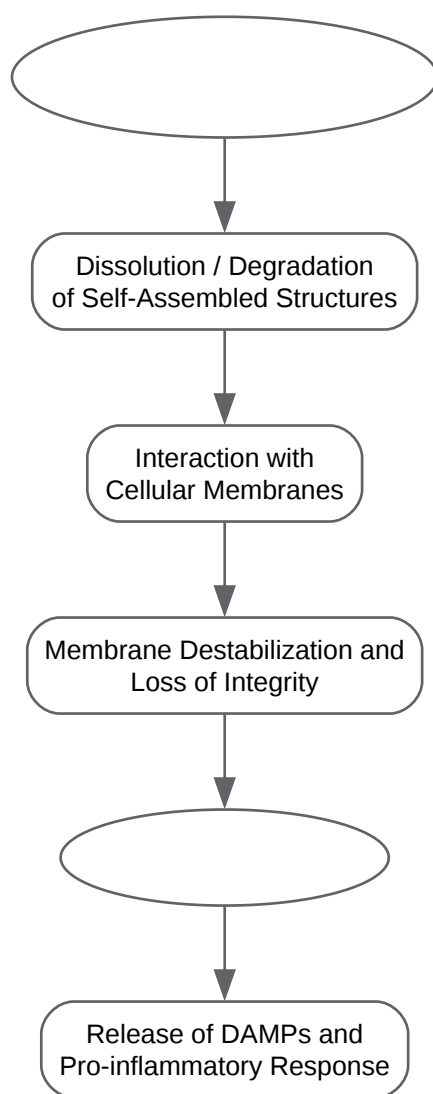 Dissolution / Degradation
of Self-Assembled Structures
Interaction with
Cellular Membranes
Membrane Destabilization and
Loss of Integrity
Release of DAMPs and
Pro-inflammatory Response